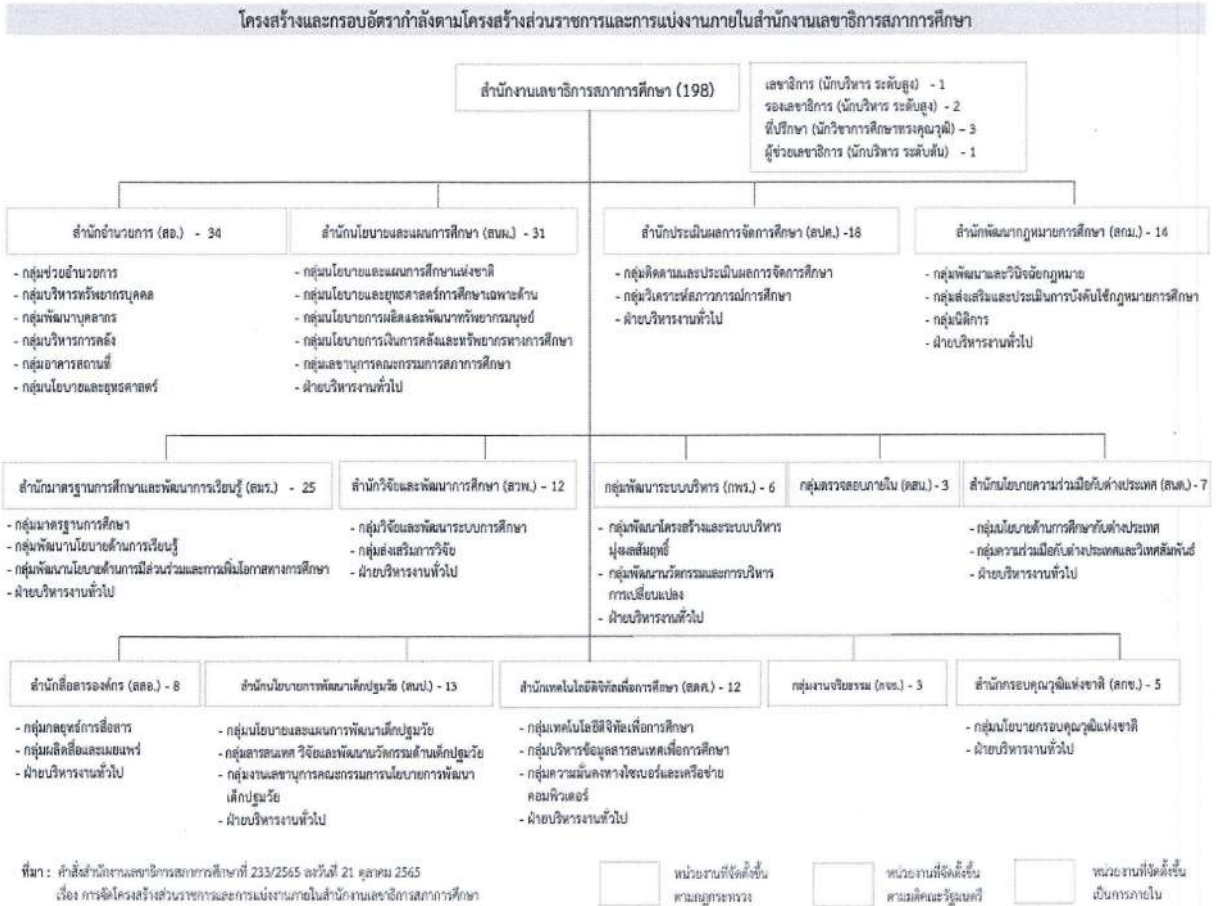 โครงสร้างและกรอบอัตรากำลังตามโครงสร้างส่วนราชการและการแบ่งงานภายในสำนักงานเลขาธิการสภาการศึกษา
สำนักงานเลขาธิการสภาการศึกษา (198)
เลขาธิการ (นักบริหาร ระดับสูง) - 1
รองเลขาธิการ (นักบริหาร ระดับสูง) - 2
ที่ปรึกษา (นักวิชาการศึกษาทรงคุณวุฒิ) – 3
ผู้ช่วยเลขาธิการ (นักบริหาร ระดับต้น) - 1
สำนักอำนวยการ (สอ.) - 34
- กลุ่มช่วยอำนวยการ
- กลุ่มบริหารทรัพยากรบุคคล
- กลุ่มพัฒนาบุคลากร
- กลุ่มบริหารการคลัง
- กลุ่มอาคารสถานที่
- กลุ่มนโยบายและยุทธศาสตร์
สำนักนโยบายและแผนการศึกษา (สนผ.) - 31
- กลุ่มนโยบายและแผนการศึกษาแห่งชาติ
- กลุ่มนโยบายและยุทธศาสตร์การศึกษาเฉพาะด้าน
- กลุ่มนโยบายการผลิตและพัฒนาทรัพยากรมนุษย์
- กลุ่มนโยบายการเงินการคลังและทรัพยากรทางการศึกษา
- กลุ่มเลขานุการคณะกรรมการสภาการศึกษา
- ฝ่ายบริหารงานทั่วไป
สำนักประเมินผลการจัดการศึกษา (สปศ.) -18
- กลุ่มติดตามและประเมินผลการจัดการศึกษา
- กลุ่มวิเคราะห์สภาวการณ์การศึกษา
- ฝ่ายบริหารงานทั่วไป
สำนักพัฒนากฎหมายการศึกษา (สกม.) - 14
- กลุ่มพัฒนาและวินิจฉัยกฎหมาย
- กลุ่มส่งเสริมและประเมินการบังคับใช้กฎหมายการศึกษา
- กลุ่มนิติการ
- ฝ่ายบริหารงานทั่วไป
สำนักมาตรฐานการศึกษาและพัฒนาการเรียนรู้ (สมร.) - 25
- กลุ่มมาตรฐานการศึกษา
- กลุ่มพัฒนานโยบายด้านการเรียนรู้
- กลุ่มพัฒนานโยบายด้านการมีส่วนร่วมและการเพิ่มโอกาสทางการศึกษา
- ฝ่ายบริหารงานทั่วไป
สำนักวิจัยและพัฒนาการศึกษา (สวพ.) - 12
- กลุ่มวิจัยและพัฒนาระบบการศึกษา
- กลุ่มส่งเสริมการวิจัย
- ฝ่ายบริหารงานทั่วไป
กลุ่มพัฒนาระบบบริหาร (กพร.) - 6
- กลุ่มพัฒนาโครงสร้างและระบบบริหาร
มุ่งผลสัมฤทธิ์
- กลุ่มพัฒนานวัตกรรมและการบริหาร
การเปลี่ยนแปลง
- ฝ่ายบริหารงานทั่วไป
กลุ่มตรวจสอบภายใน (ตสน.) - 3
สำนักนโยบายความร่วมมือกับต่างประเทศ (สนต.) - 7
- กลุ่มนโยบายด้านการศึกษากับต่างประเทศ
- กลุ่มความร่วมมือกับต่างประเทศและวิเทศสัมพันธ์
- ฝ่ายบริหารงานทั่วไป
สำนักสื่อสารองค์กร (สสอ.) - 8
- กลุ่มกลยุทธ์การสื่อสาร
- กลุ่มผลิตสื่อและเผยแพร่
- ฝ่ายบริหารงานทั่วไป
สำนักนโยบายการพัฒนาเด็กปฐมวัย (สนป.) - 13
- กลุ่มนโยบายและแผนการพัฒนาเด็กปฐมวัย
- กลุ่มสารสนเทศ วิจัยและพัฒนานวัตกรรมด้านเด็กปฐมวัย
- กลุ่มงานเลขานุการคณะกรรมการนโยบายการพัฒนา
เด็กปฐมวัย
- ฝ่ายบริหารงานทั่วไป
สำนักเทคโนโลยีดิจิทัลเพื่อการศึกษา (สดศ.) - 12
- กลุ่มเทคโนโลยีดิจิทัลเพื่อการศึกษา
- กลุ่มบริหารข้อมูลสารสนเทศเพื่อการศึกษา
- กลุ่มความมั่นคงทางไซเบอร์และเครือข่าย
คอมพิวเตอร์
- ฝ่ายบริหารงานทั่วไป
กลุ่มงานจริยธรรม (กจธ.) - 3
สำนักกรอบคุณวุฒิแห่งชาติ (สกช.) - 5
- กลุ่มนโยบายกรอบคุณวุฒิแห่งชาติ
- ฝ่ายบริหารงานทั่วไป
ที่มา : คำสั่งสำนักงานเลขาธิการสภาการศึกษาที่ 233/2565 ลงวันที่ 21 ตุลาคม 2565
เรื่อง การจัดโครงสร้างส่วนราชการและการแบ่งงานภายในสำนักงานเลขาธิการสภาการศึกษา
หน่วยงานที่จัดตั้งขึ้น
ตามกฎกระทรวง
หน่วยงานที่จัดตั้งขึ้น
ตามมติคณะรัฐมนตรี
หน่วยงานที่จัดตั้งขึ้น
เป็นการภายใน